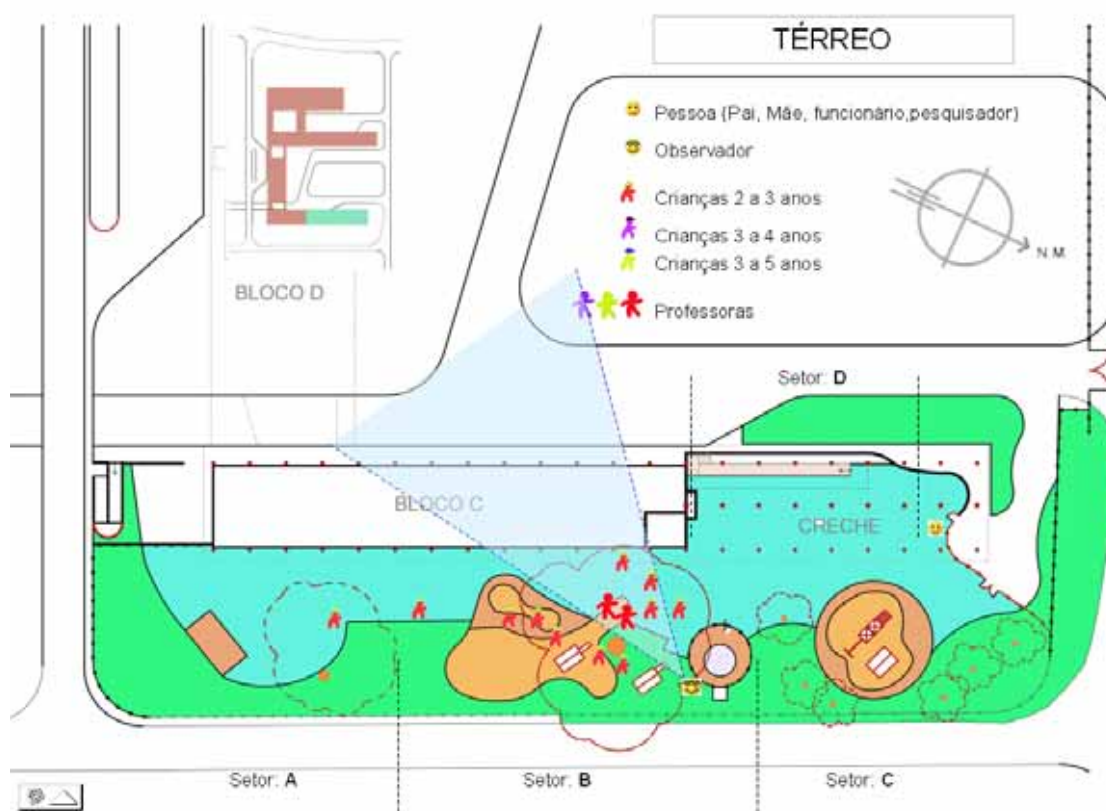 TÉRREO
Pessoa (Pai, Mãe, funcionário,pesquisador)
Observador
Crianças 2 a 3 anos
Crianças 3 a 4 anos
Crianças 3 a 5 anos
Professoras
N.M.
BLOCO D
Setor: D
BLOCO C
CRECHE
Setor: A
Setor: B
Setor: C